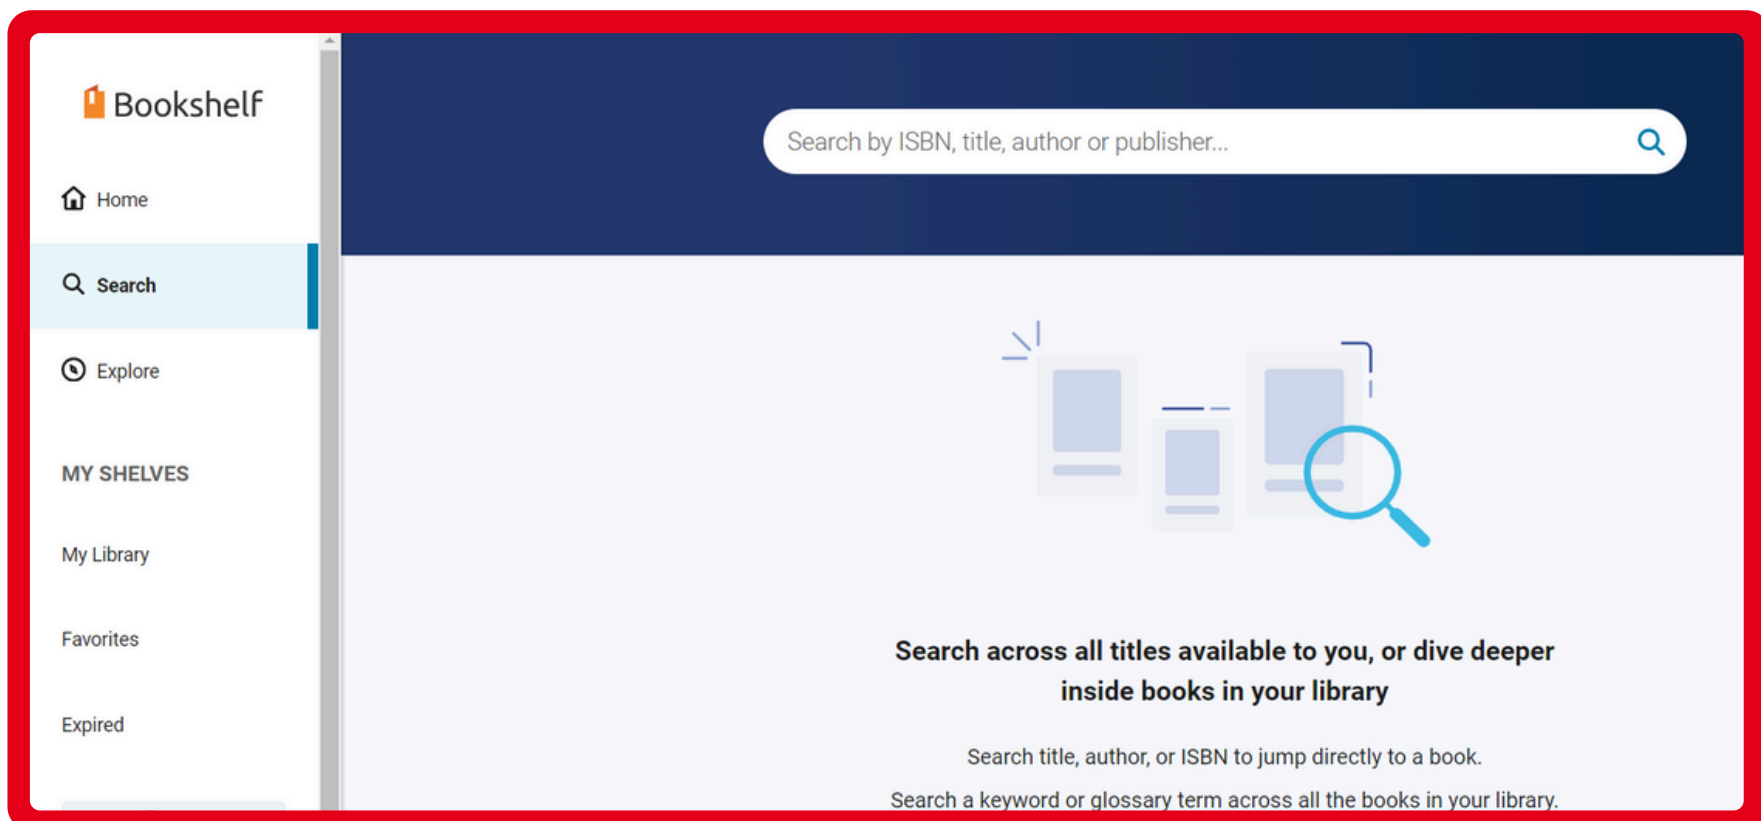 Bookshelf
Home
Search
Explore
MY SHELVES
My Library
Favorites
Expired
Search by ISBN, title, author or publisher...
Search across all titles available to you, or dive deeper
inside books in your library
Search title, author, or ISBN to jump directly to a book.
Search a keyword or glossary term across all the books in your library.